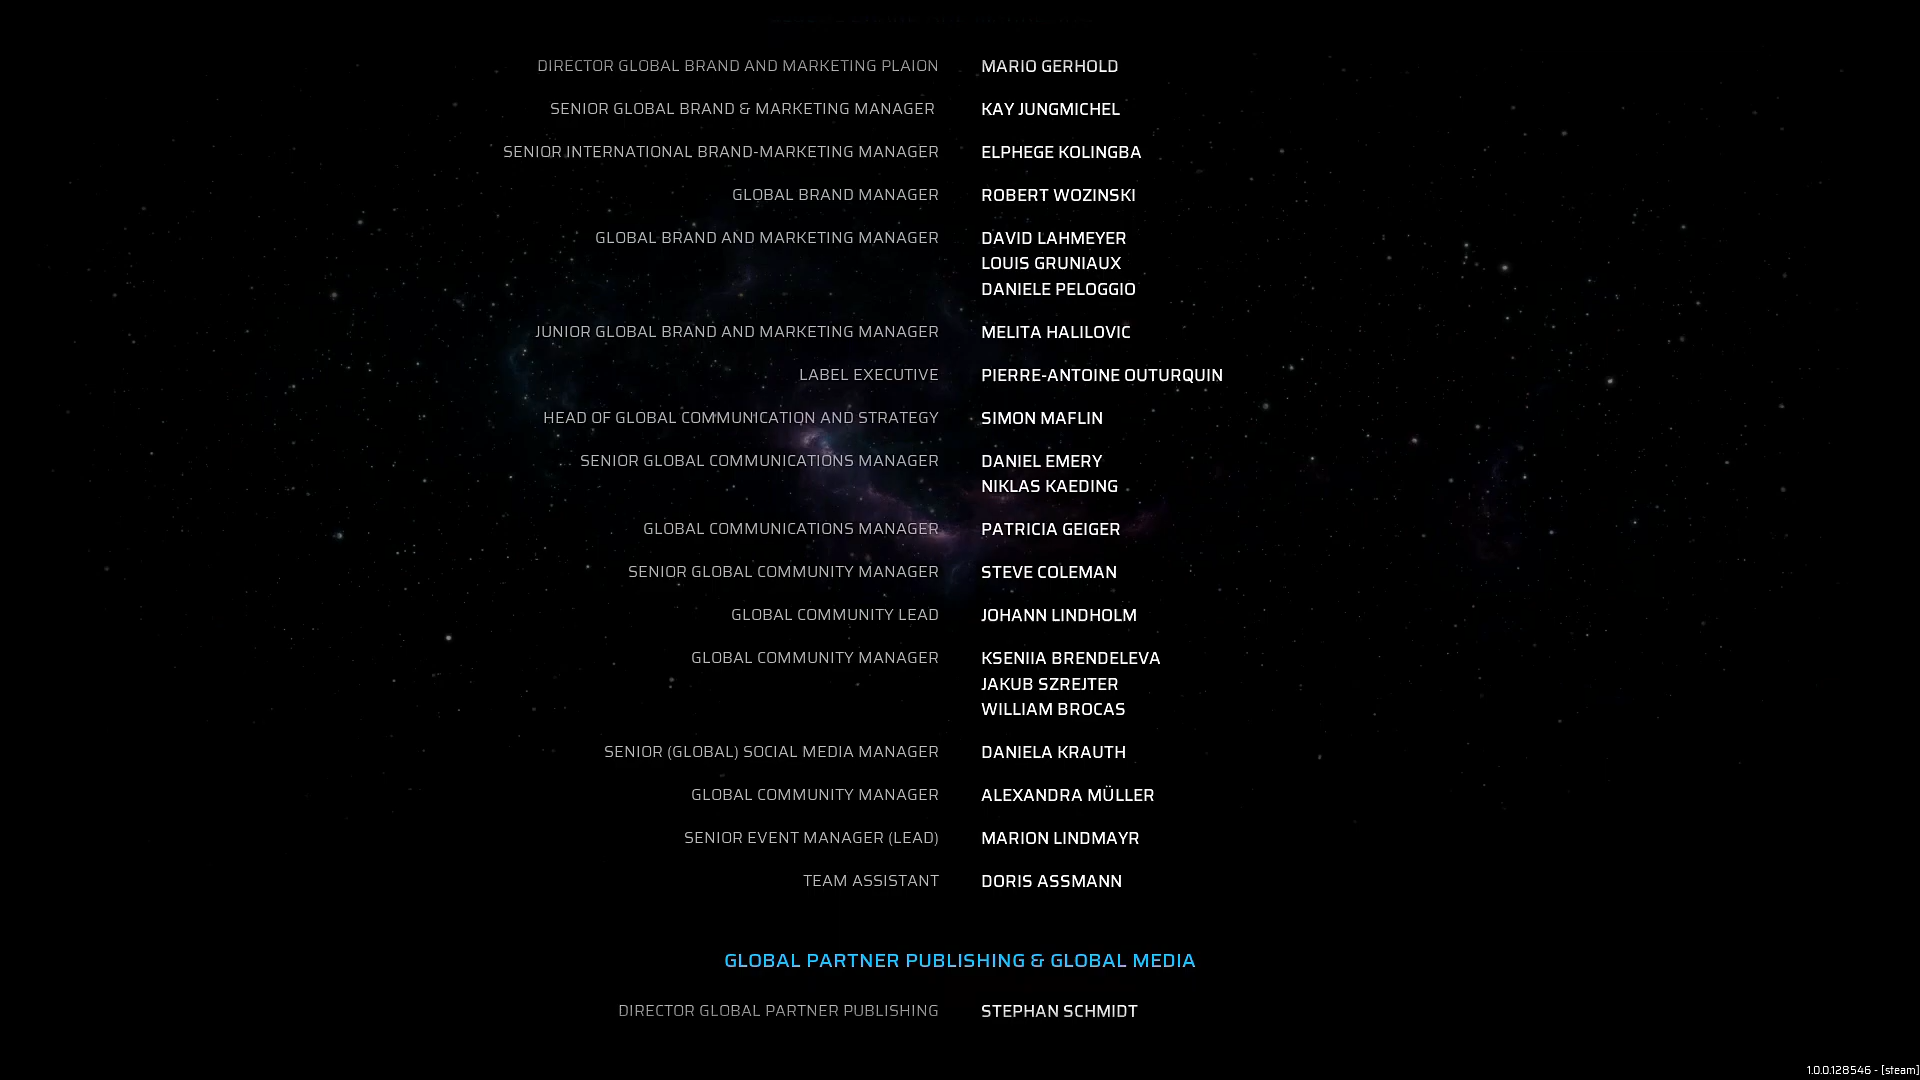 DIRECTOR GLOBAL BRAND AND MARKETING PLAION MARIO GERHOLD
SENIOR GLOBAL BRAND & MARKETING MANAGER KAY JUNGMICHEL
SENIOR INTERNATIONAL BRAND-MARKETING MANAGER ELPHEGE KOLINGBA
GLOBAL BRAND MANAGER ROBERT WOZINSKI
GLOBAL BRAND AND MARKETING MANAGER DAVID LAHMEYER
LOUIS GRUNIAUX
DANIELE PELOGGIO
JUNIOR GLOBAL BRAND AND MARKETING MANAGER MELITA HALILOVIC
LABEL EXECUTIVE PIERRE-ANTOINE OUTURQUIN
HEAD OF GLOBAL COMMUNICATION AND STRATEGY SIMON MAFLIN
SENIOR GLOBAL COMMUNICATIONS MANAGER DANIEL EMERY
NIKLAS KAEDING
GLOBAL COMMUNICATIONS MANAGER PATRICIA GEIGER
SENIOR GLOBAL COMMUNITY MANAGER STEVE COLEMAN
GLOBAL COMMUNITY LEAD JOHANN LINDHOLM
GLOBAL COMMUNITY MANAGER KSENIIA BRENDELEVA
JAKUB SZREJTER
WILLIAM BROCAS
SENIOR (GLOBAL) SOCIAL MEDIA MANAGER DANIELA KRAUTH
GLOBAL COMMUNITY MANAGER ALEXANDRA MÜLLER
SENIOR EVENT MANAGER (LEAD) MARION LINDMAYR
TEAM ASSISTANT DORIS ASSMANN
GLOBAL PARTNER PUBLISHING & GLOBAL MEDIA
DIRECTOR GLOBAL PARTNER PUBLISHING STEPHAN SCHMIDT
1.0.0.128546 - [steam]